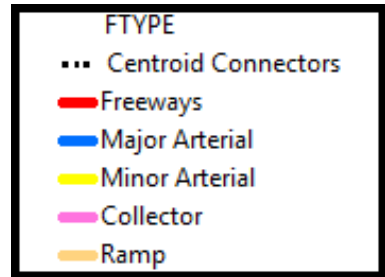 FTYPE
Centroid Connectors
Freeways
Major Arterial
Minor Arterial
Collector
Ramp